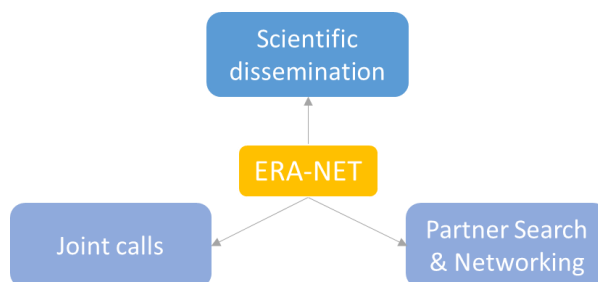 Scientific
dissemination
ERA-NET
Joint calls
Partner Search
& Networking